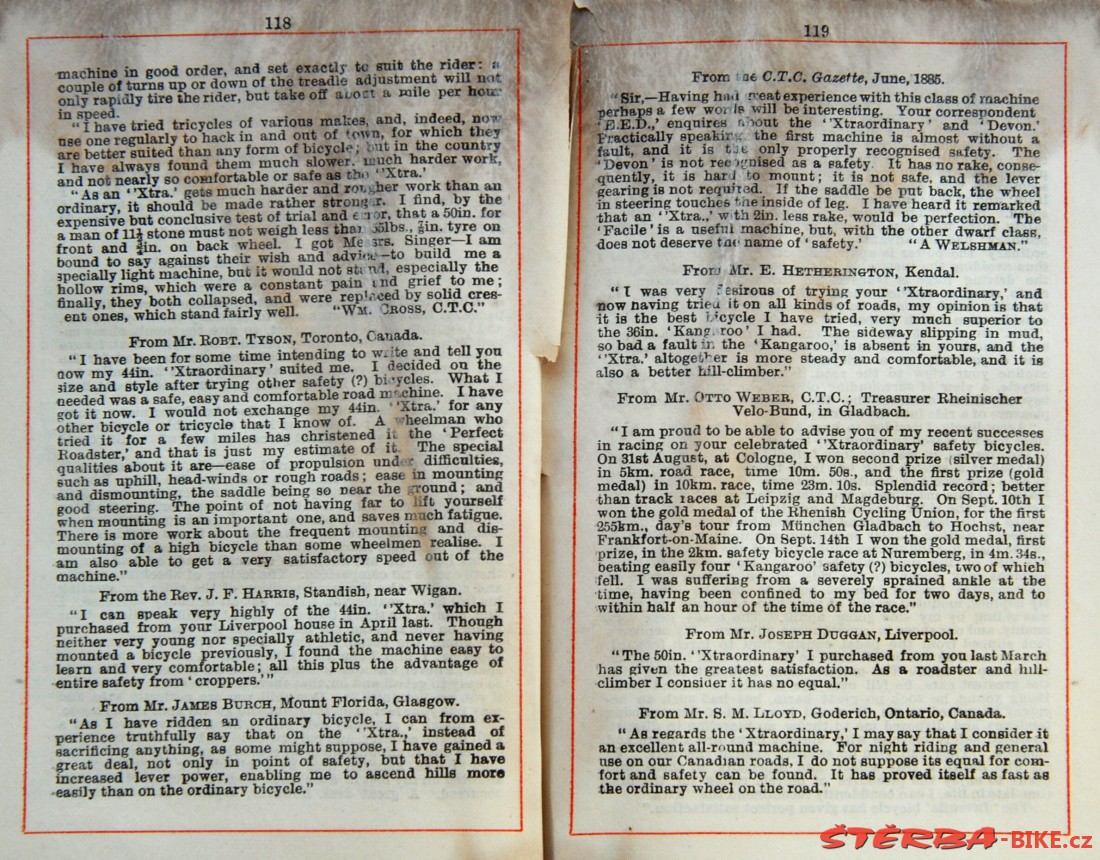 118
machine in good order, and set exactly to suit the rider: a
couple of turns up or down of the treadle adjustment will not
only rapidly tire the rider, but take off about a mile per hour
in speed.
"I have tried tricycles of various makes, and, indeed, now
use one regularly to hack in and out of town, for which they
are better suited than any form of bicycle; but in the country
I have always found them much slower. much harder work,
and not nearly so comfortable or safe as the ''Xtra.'
"As an ''Xtra.' gets much harder and rougher work than an
ordinary, it should be made rather stronger. I find, by the
expensive but conclusive test of trial and error, that a 50in. for
a man of 11½ stone must not weigh less than 55lbs., ⅞in. tyre on
front and ¾in. on back wheel. I got Messrs. Singer—I am
bound to say against their wish and advice—to build me a
specially light machine, but it would not stand, especially the
hollow rims, which were a constant pain and grief to me;
finally, they both collapsed, and were replaced by solid cres-
ent ones, which stand fairly well. "WM. CROSS, C.T.C."
From Mr. ROBT. TYSON, Toronto, Canada.
"I have been for some time intending to write and tell you
now my 44in. ''Xtraordinary' suited me. I decided on the
size and style after trying other safety (?) bicycles. What I
needed was a safe, easy and comfortable road machine. I have
got it now. I would not exchange my 44in. ''Xtra.' for any
other bicycle or tricycle that I know of. A wheelman who
tried it for a few miles has christened it the 'Perfect
Roadster,' and that is just my estimate of it. The special
qualities about it are—ease of propulsion under difficulties,
such as uphill, head-winds or rough roads; ease in mounting
and dismounting, the saddle being so near the ground; and
good steering. The point of not having far to lift yourself
when mounting is an important one, and saves much fatigue.
There is more work about the frequent mounting and dis-
mounting of a high bicycle than some wheelmen realise. I
am also able to get a very satisfactory speed out of the
machine."
From the Rev. J. F. HARRIS, Standish, near Wigan.
"I can speak very highly of the 44in. ''Xtra.' which I
purchased from your Liverpool house in April last. Though
neither very young nor specially athletic, and never having
mounted a bicycle previously, I found the machine easy to
learn and very comfortable; all this plus the advantage of
entire safety from 'croppers.'"
From Mr. JAMES BURCH, Mount Florida, Glasgow.
"As I have ridden an ordinary bicycle, I can from ex-
perience truthfully say that on the ''Xtra.,' instead of
sacrificing anything, as some might suppose, I have gained a
great deal, not only in point of safety, but that I have
increased lever power, enabling me to ascend hills more
easily than on the ordinary bicycle."
119
From the C.T.C. Gazette, June, 1885.
"Sir,—Having had great experience with this class of machine
perhaps a few words will be interesting. Your correspondent
'E.E.D.,' enquires about the ''Xtraordinary' and 'Devon.'
Practically speaking, the first machine is almost without a
fault, and it is the only properly recognised safety. The
'Devon' is not recognised as a safety. It has no rake, conse-
quently, it is hard to mount; it is not safe, and the lever
gearing is not required. If the saddle be put back, the wheel
in steering touches the inside of leg. I have heard it remarked
that an ''Xtra.,' with 2in. less rake, would be perfection. The
'Facile' is a useful machine, but, with the other dwarf class,
does not deserve the name of 'safety.' "A WELSHMAN."
From Mr. E. HETHERINGTON, Kendal.
"I was very desirous of trying your ''Xtraordinary,' and
now having tried it on all kinds of roads, my opinion is that
it is the best bicycle I have tried, very much superior to
the 36in. 'Kangaroo' I had. The sideway slipping in mud,
so bad a fault in the 'Kangaroo,' is absent in yours, and the
''Xtra.' altogether is more steady and comfortable, and it is
also a better hill-climber."
From Mr. OTTO WEBER, C.T.C.; Treasurer Rheinischer
Velo-Bund, in Gladbach.
"I am proud to be able to advise you of my recent successes
in racing on your celebrated ''Xtraordinary' safety bicycles.
On 31st August, at Cologne, I won second prize (silver medal)
in 5km. road race, time 10m. 50s., and the first prize (gold
medal) in 10km. race, time 23m. 10s. Splendid record; better
than track races at Leipzig and Magdeburg. On Sept. 10th I
won the gold medal of the Rhenish Cycling Union, for the first
255km., day's tour from München Gladbach to Hochst, near
Frankfort-on-Maine. On Sept. 14th I won the gold medal, first
prize, in the 2km. safety bicycle race at Nuremberg, in 4m. 34s.,
beating easily four 'Kangaroo' safety (?) bicycles, two of which
fell. I was suffering from a severely sprained ankle at the
time, having been confined to my bed for two days, and to
within half an hour of the time of the race."
From Mr. JOSEPH DUGGAN, Liverpool.
"The 50in. ''Xtraordinary' I purchased from you last March
has given the greatest satisfaction. As a roadster and hill-
climber I consider it has no equal."
From Mr. S. M. LLOYD, Goderich, Ontario, Canada.
"As regards the 'Xtraordinary,' I may say that I consider it
an excellent all-round machine. For night riding and general
use on our Canadian roads, I do not suppose its equal for com-
fort and safety can be found. It has proved itself as fast as
the ordinary wheel on the road."
ŠTĚRBA-BIKE.cz